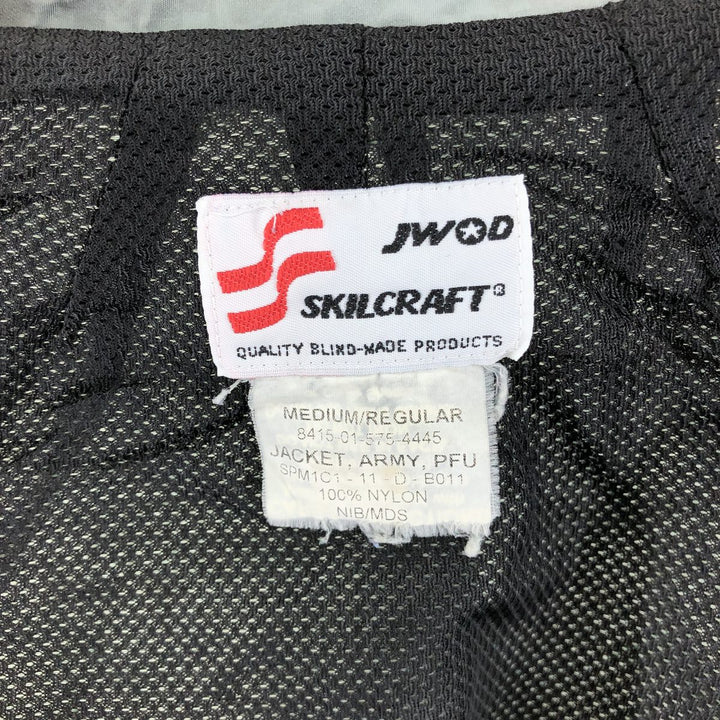 JWOD
SKILCRAFT®
QUALITY BLIND-MADE PRODUCTS
MEDIUM/REGULAR
8415-01-575-4445
JACKET, ARMY, PFU
SPM1C1 - 11 - D - E011
100% NYLON
NIB/MDS